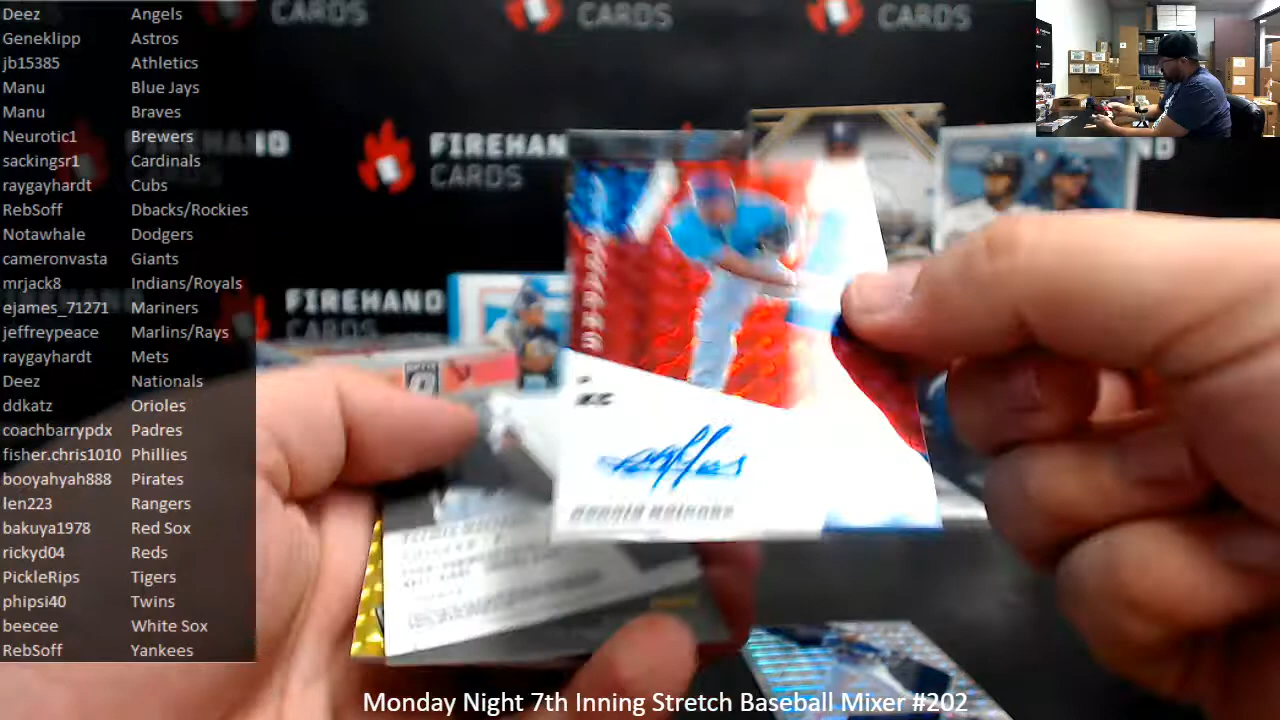 Deez Angels
Geneklipp Astros
jb15385 Athletics
Manu Blue Jays
Manu Braves
Neurotic1 Brewers
sackingsr1 Cardinals
raygayhardt Cubs
RebSoff Dbacks/Rockies
Notawhale Dodgers
cameronvasta Giants
mrjack8 Indians/Royals
ejames_71271 Mariners
jeffreypeace Marlins/Rays
raygayhardt Mets
Deez Nationals
ddkatz Orioles
coachbarrypdx Padres
fisher.chris1010 Phillies
booyahyah888 Pirates
len223 Rangers
bakuya1978 Red Sox
rickyd04 Reds
PickleRips Tigers
phipsi40 Twins
beecee White Sox
RebSoff Yankees
CARDS
CARDS
CARDS
FIREHAND
CARDS
FIREHAND
CARDS
Monday Night 7th Inning Stretch Baseball Mixer #202